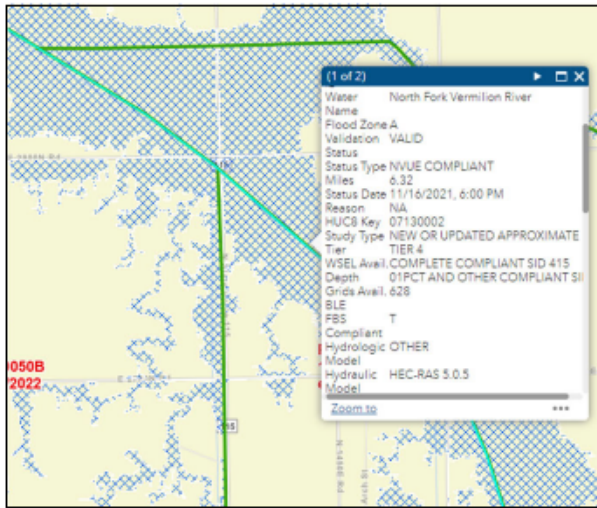 (1 of 2)
Water Name North Fork Vermilion River
Flood Zone A
Validation Status VALID
Status Type NVUE COMPLIANT
Miles 6.32
Status Date 11/16/2021, 6:00 PM
Reason NA
HUC8 Key 07130002
Study Type NEW OR UPDATED APPROXIMATE
Tier TIER 4
WSEL Avail. COMPLETE COMPLIANT SID 415
Depth Grids Avail. 01PCT AND OTHER COMPLIANT SI
628
BLE
FBS Compliant T
Hydrologic Model OTHER
Hydraulic Model HEC-RAS 5.0.5
Zoom to
0050B
2022
115